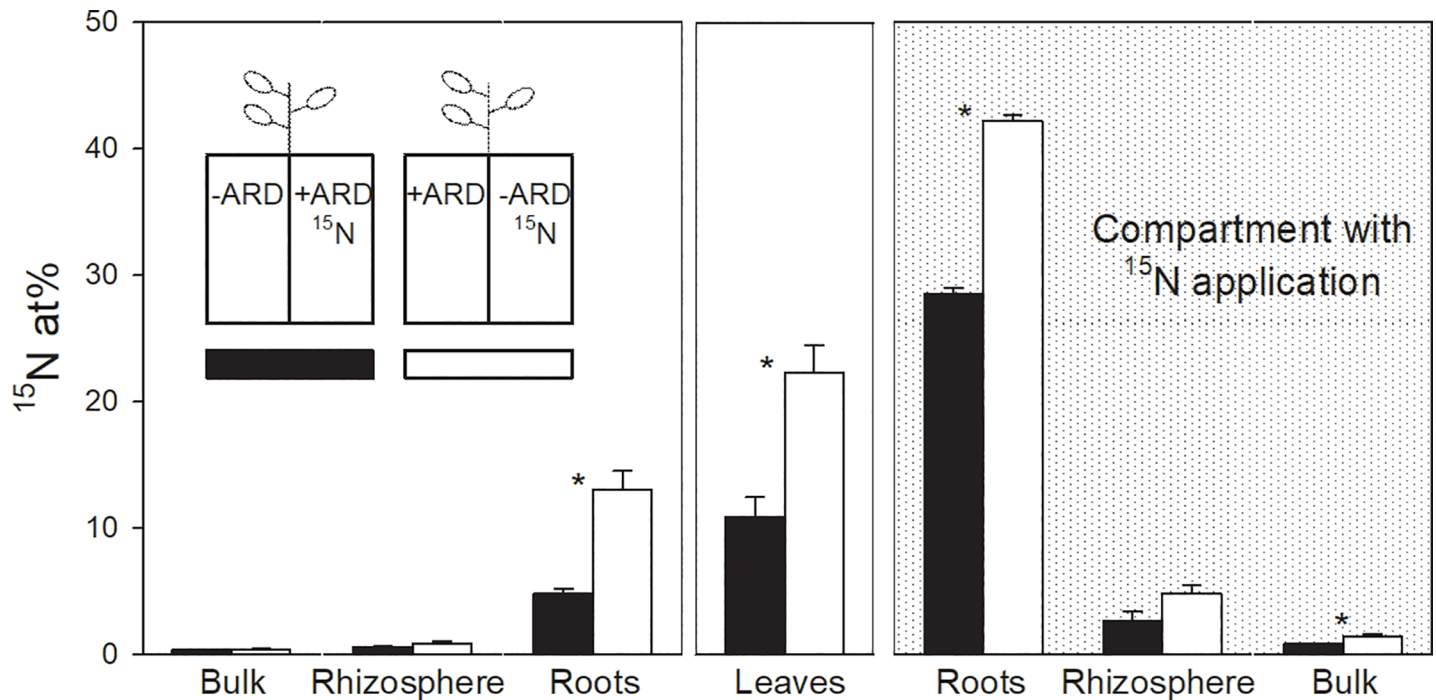 50
40
30
20
10
0
¹⁵N at%
-ARD
+ARD
¹⁵N
+ARD
-ARD
¹⁵N
*
*
*
*
Compartment with
¹⁵N application
Bulk Rhizosphere Roots Leaves Roots Rhizosphere Bulk